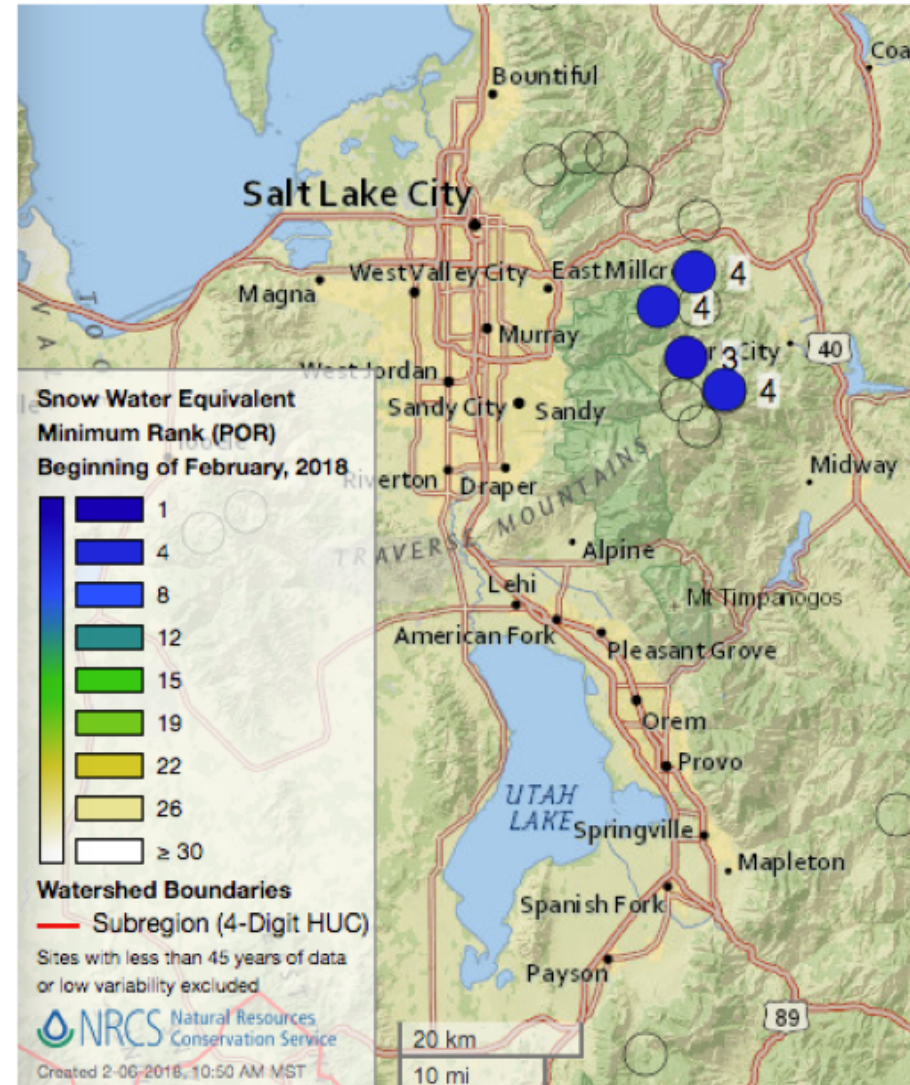 Coa
Bountiful
Salt Lake City
West Valley City
East Millcr
4
Magna
4
Murray
r City
40
3
West Jordan
4
Sandy City
Sandy
Midway
Riverton
Draper
TRAVERSE MOUNTAINS
Alpine
Lehi
Mt Timpanogos
American Fork
Pleasant Grove
Orem
Provo
UTAH
LAKE
Springville
Mapleton
Spanish Fork
Payson
89
20 km
10 mi
Snow Water Equivalent
Minimum Rank (POR)
Beginning of February, 2018
1
4
8
12
15
19
22
26
≥ 30
Watershed Boundaries
Subregion (4-Digit HUC)
Sites with less than 45 years of data
or low variability excluded
NRCS Natural Resources
Conservation Service
Created 2-06-2018, 10:50 AM MST